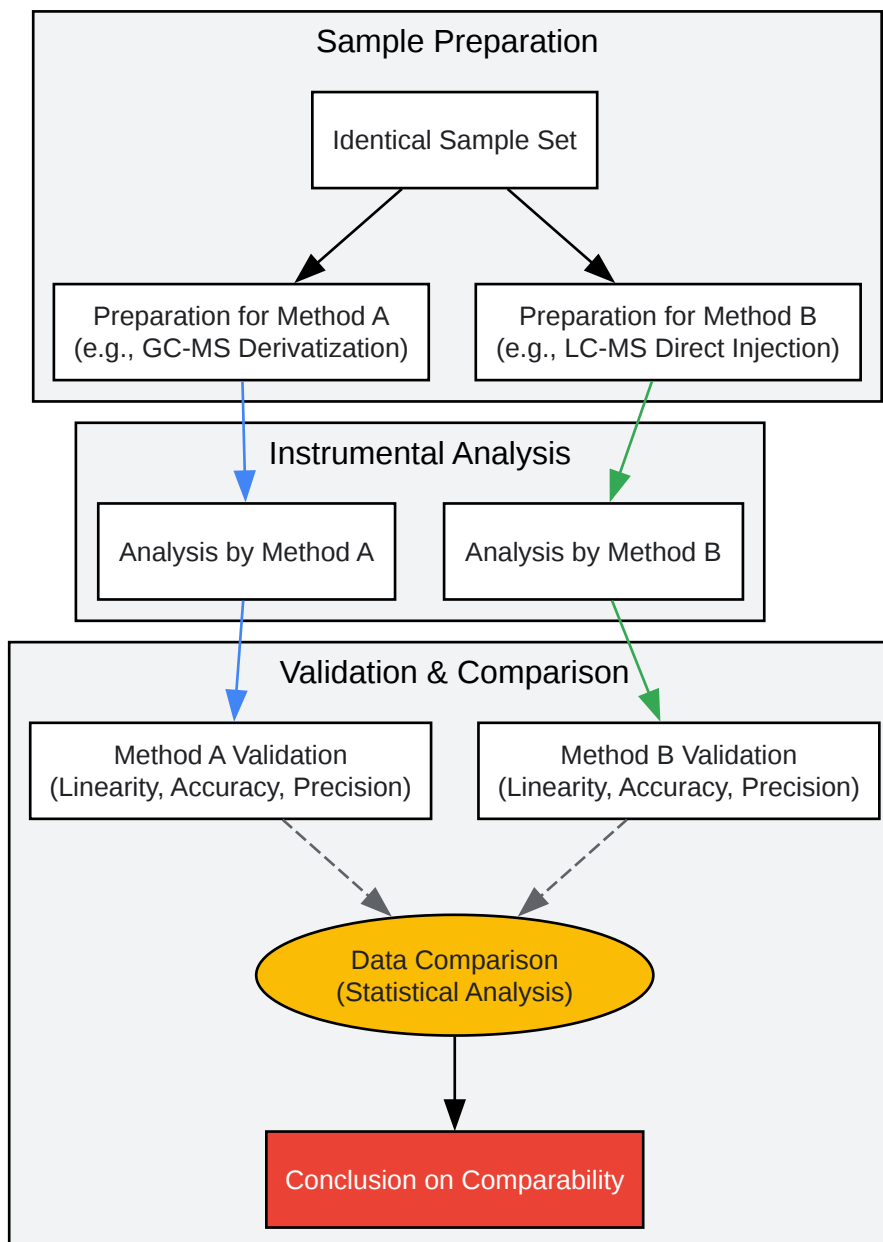 Sample Preparation
Identical Sample Set
Preparation for Method A
(e.g., GC-MS Derivatization)
Preparation for Method B
(e.g., LC-MS Direct Injection)
Instrumental Analysis
Analysis by Method A
Analysis by Method B
Validation & Comparison
Method A Validation
(Linearity, Accuracy, Precision)
Method B Validation
(Linearity, Accuracy, Precision)
Data Comparison
(Statistical Analysis)
Conclusion on Comparability